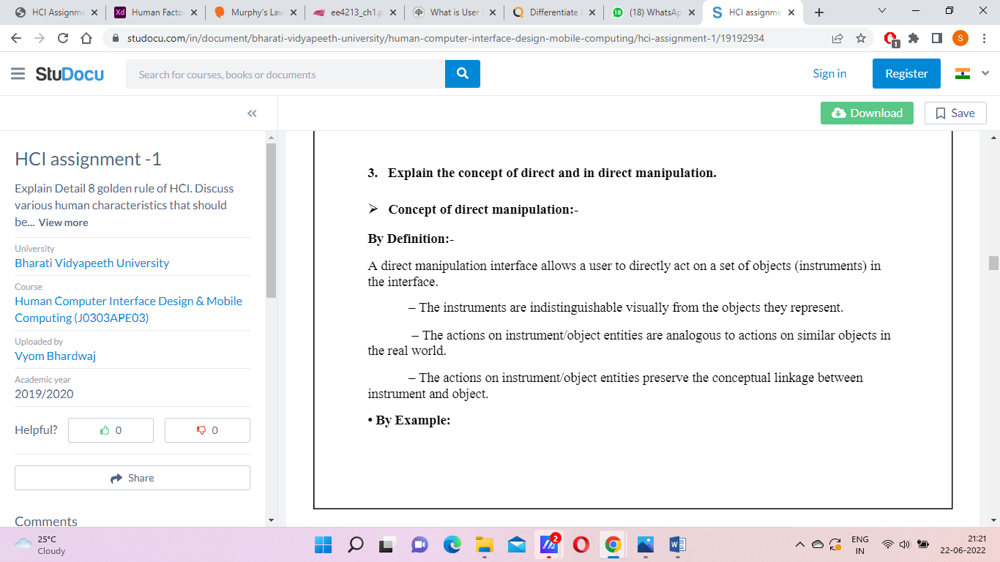 HCI Assignme
Human Facto
Murphy's Law
ee4213_ch1.p
What is User
Differentiate
(18) WhatsAp
HCI assignme
studocu.com/in/document/bharati-vidyapeeth-university/human-computer-interface-design-mobile-computing/hci-assignment-1/19192934
StuDocu
Search for courses, books or documents
Sign in
Register
Download
Save
HCI assignment -1
Explain Detail 8 golden rule of HCI. Discuss
various human characteristics that should
be... View more
University
Bharati Vidyapeeth University
Course
Human Computer Interface Design & Mobile
Computing (J0303APE03)
Uploaded by
Vyom Bhardwaj
Academic year
2019/2020
Helpful?
0
0
Share
Comments
3. Explain the concept of direct and in direct manipulation.
➢ Concept of direct manipulation:-
By Definition:-
A direct manipulation interface allows a user to directly act on a set of objects (instruments) in
the interface.
– The instruments are indistinguishable visually from the objects they represent.
– The actions on instrument/object entities are analogous to actions on similar objects in
the real world.
– The actions on instrument/object entities preserve the conceptual linkage between
instrument and object.
• By Example:
25°C
Cloudy
2
ENG
IN
21:21
22-06-2022